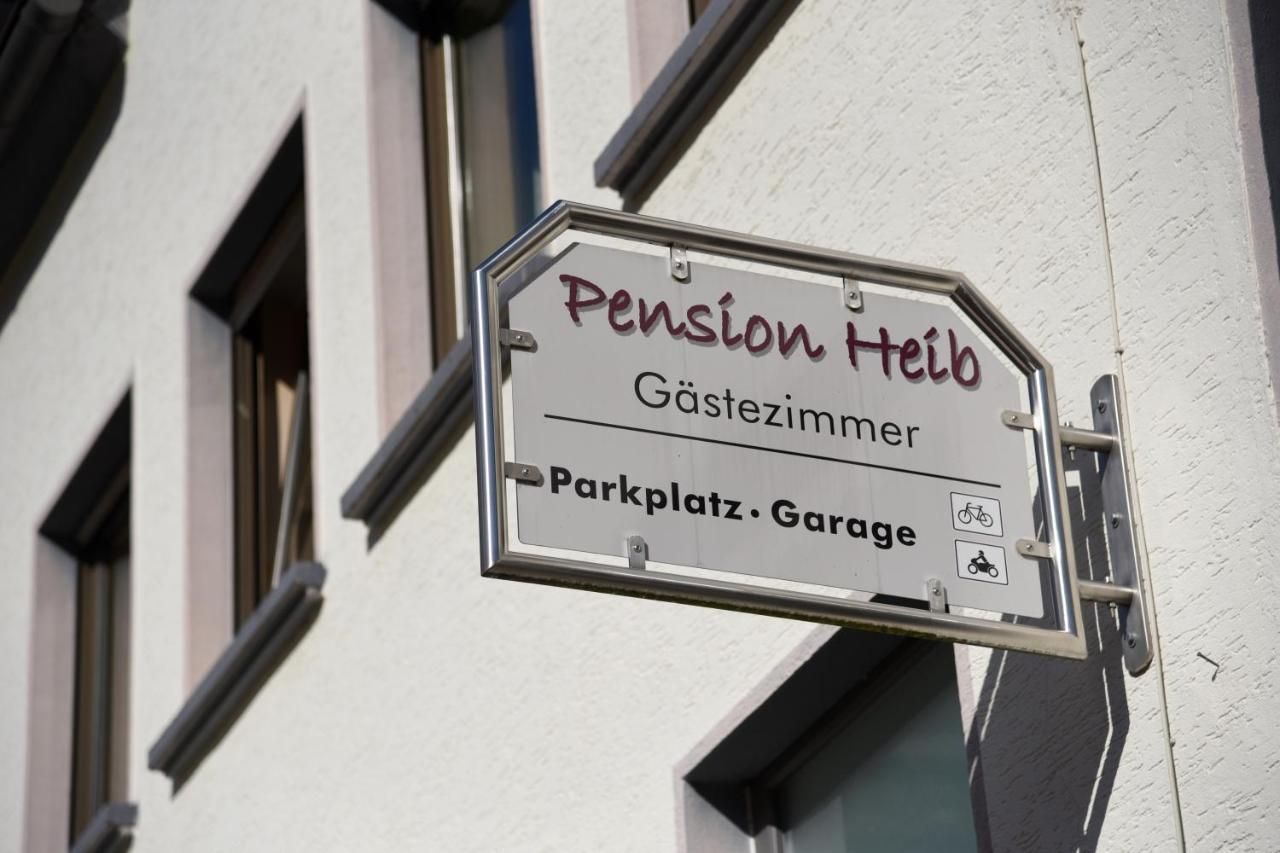 Pension Heib
Gästezimmer
Parkplatz . Garage